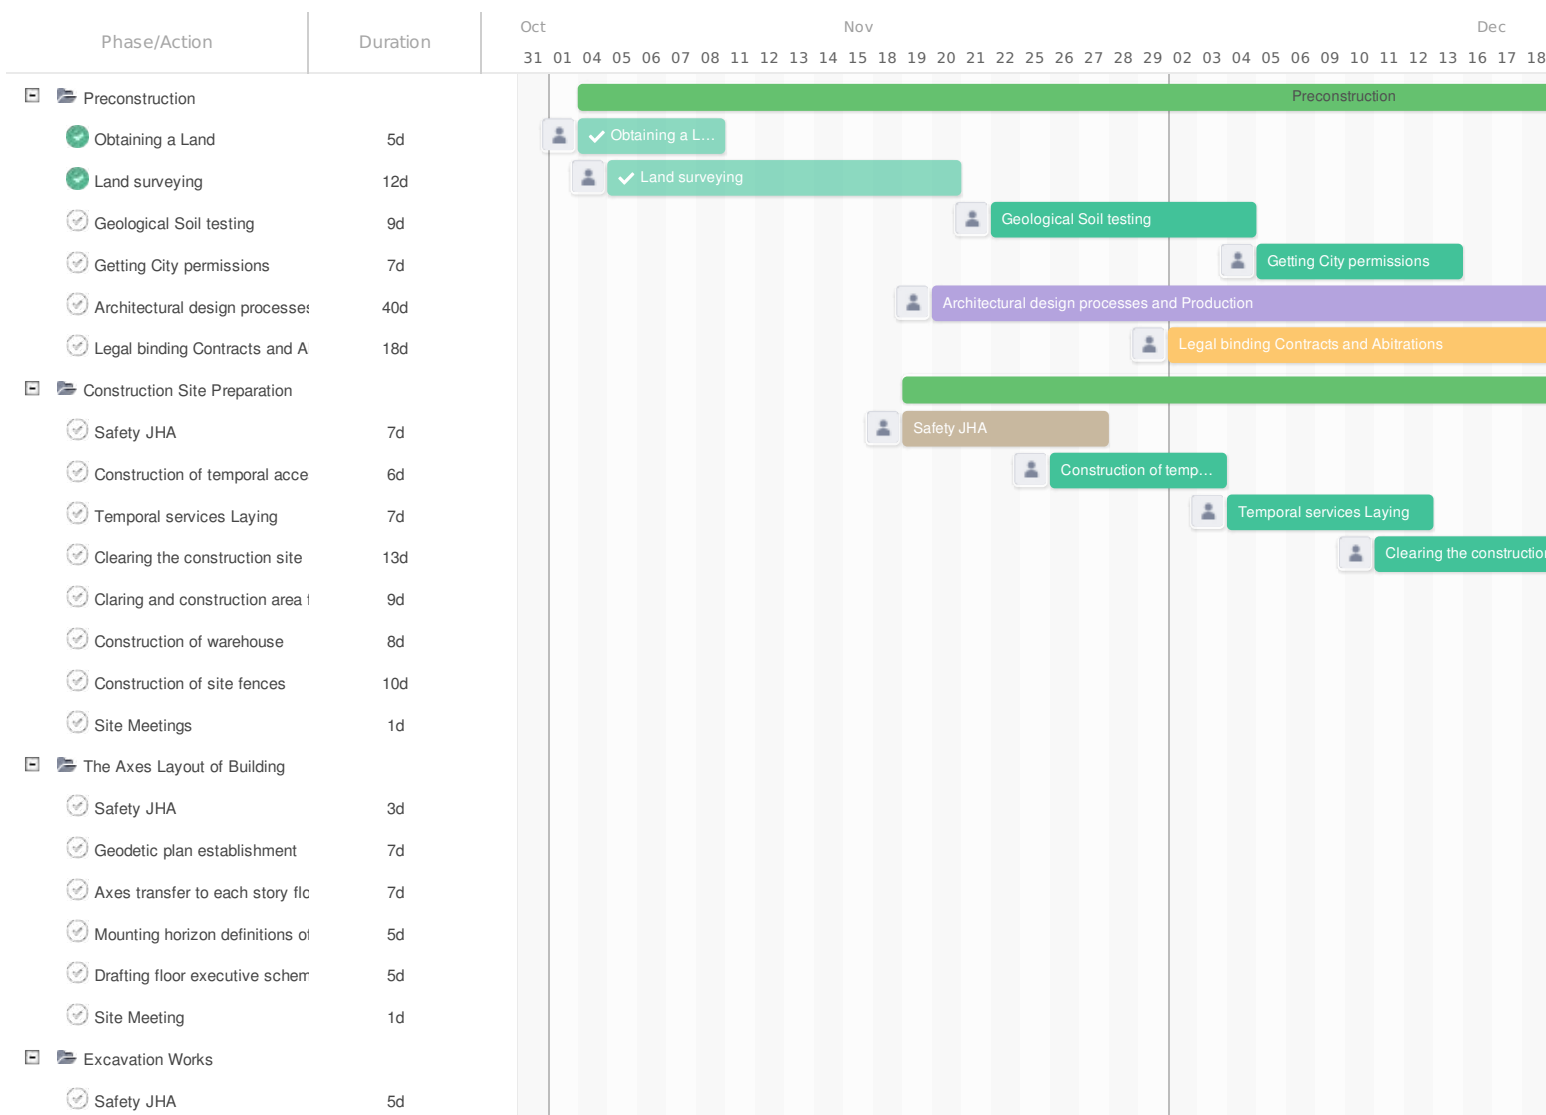 Phase/Action Duration Oct Nov Dec
31 01 04 05 06 07 08 11 12 13 14 15 18 19 20 21 22 25 26 27 28 29 02 03 04 05 06 09 10 11 12 13 16 17 18
Preconstruction Preconstruction
Obtaining a Land 5d Obtaining a L...
Land surveying 12d Land surveying
Geological Soil testing 9d Geological Soil testing
Getting City permissions 7d Getting City permissions
Architectural design processes 40d Architectural design processes and Production
Legal binding Contracts and A 18d Legal binding Contracts and Abitrations
Construction Site Preparation
Safety JHA 7d Safety JHA
Construction of temporal acce 6d Construction of temp...
Temporal services Laying 7d Temporal services Laying
Clearing the construction site 13d Clearing the construction
Claring and construction area 9d
Construction of warehouse 8d
Construction of site fences 10d
Site Meetings 1d
The Axes Layout of Building
Safety JHA 3d
Geodetic plan establishment 7d
Axes transfer to each story flo 7d
Mounting horizon definitions of 5d
Drafting floor executive schem 5d
Site Meeting 1d
Excavation Works
Safety JHA 5d